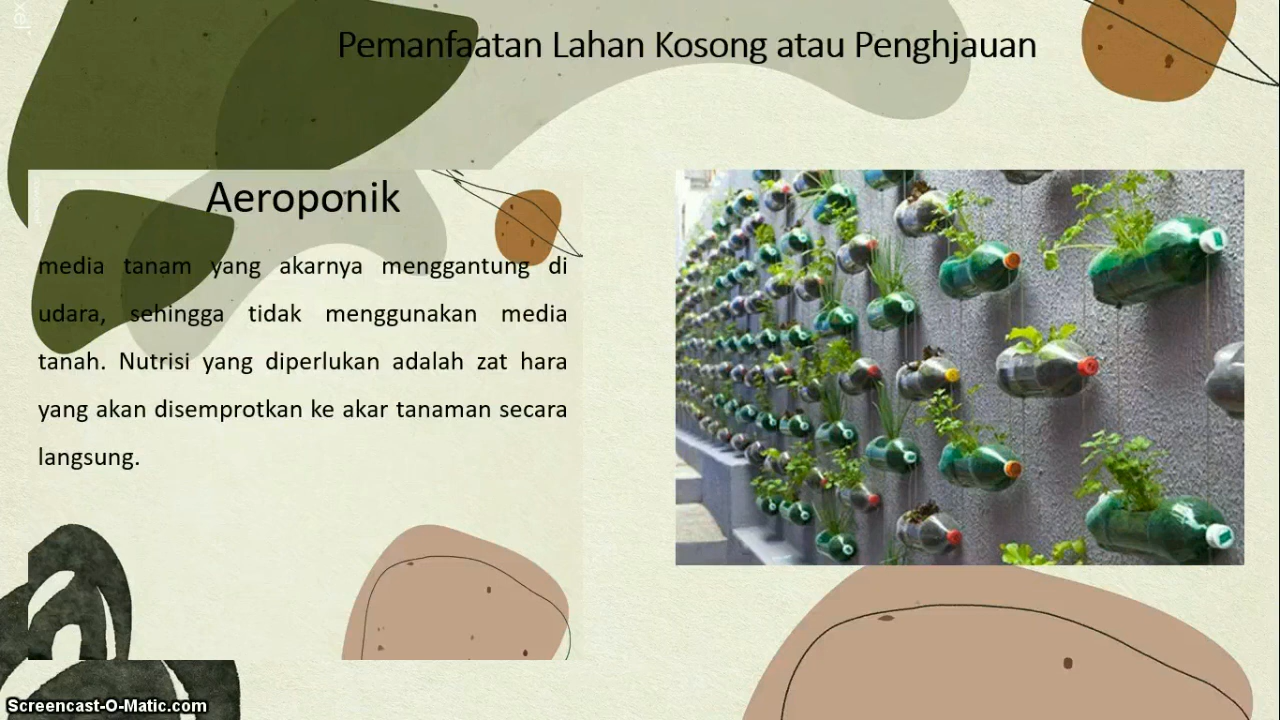 Pemanfaatan Lahan Kosong atau Penghjauan
Aeroponik
media tanam yang akarnya menggantung di
udara, sehingga tidak menggunakan media
tanah. Nutrisi yang diperlukan adalah zat hara
yang akan disemprotkan ke akar tanaman secara
langsung.
Screencast-O-Matic.com